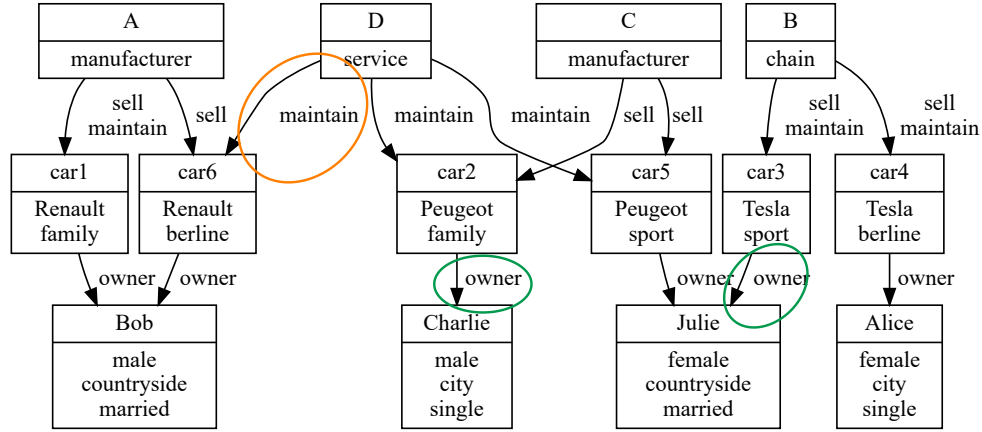 A
D
C
B
manufacturer
service
manufacturer
chain
sell
maintain
sell
maintain
maintain
maintain
sell
sell
sell
maintain
sell
maintain
car1
car6
car2
car5
car3
car4
Renault
family
Renault
berline
Peugeot
family
Peugeot
sport
Tesla
sport
Tesla
berline
owner
owner
owner
owner
owner
owner
Bob
Charlie
Julie
Alice
male
countryside
married
male
city
single
female
countryside
married
female
city
single